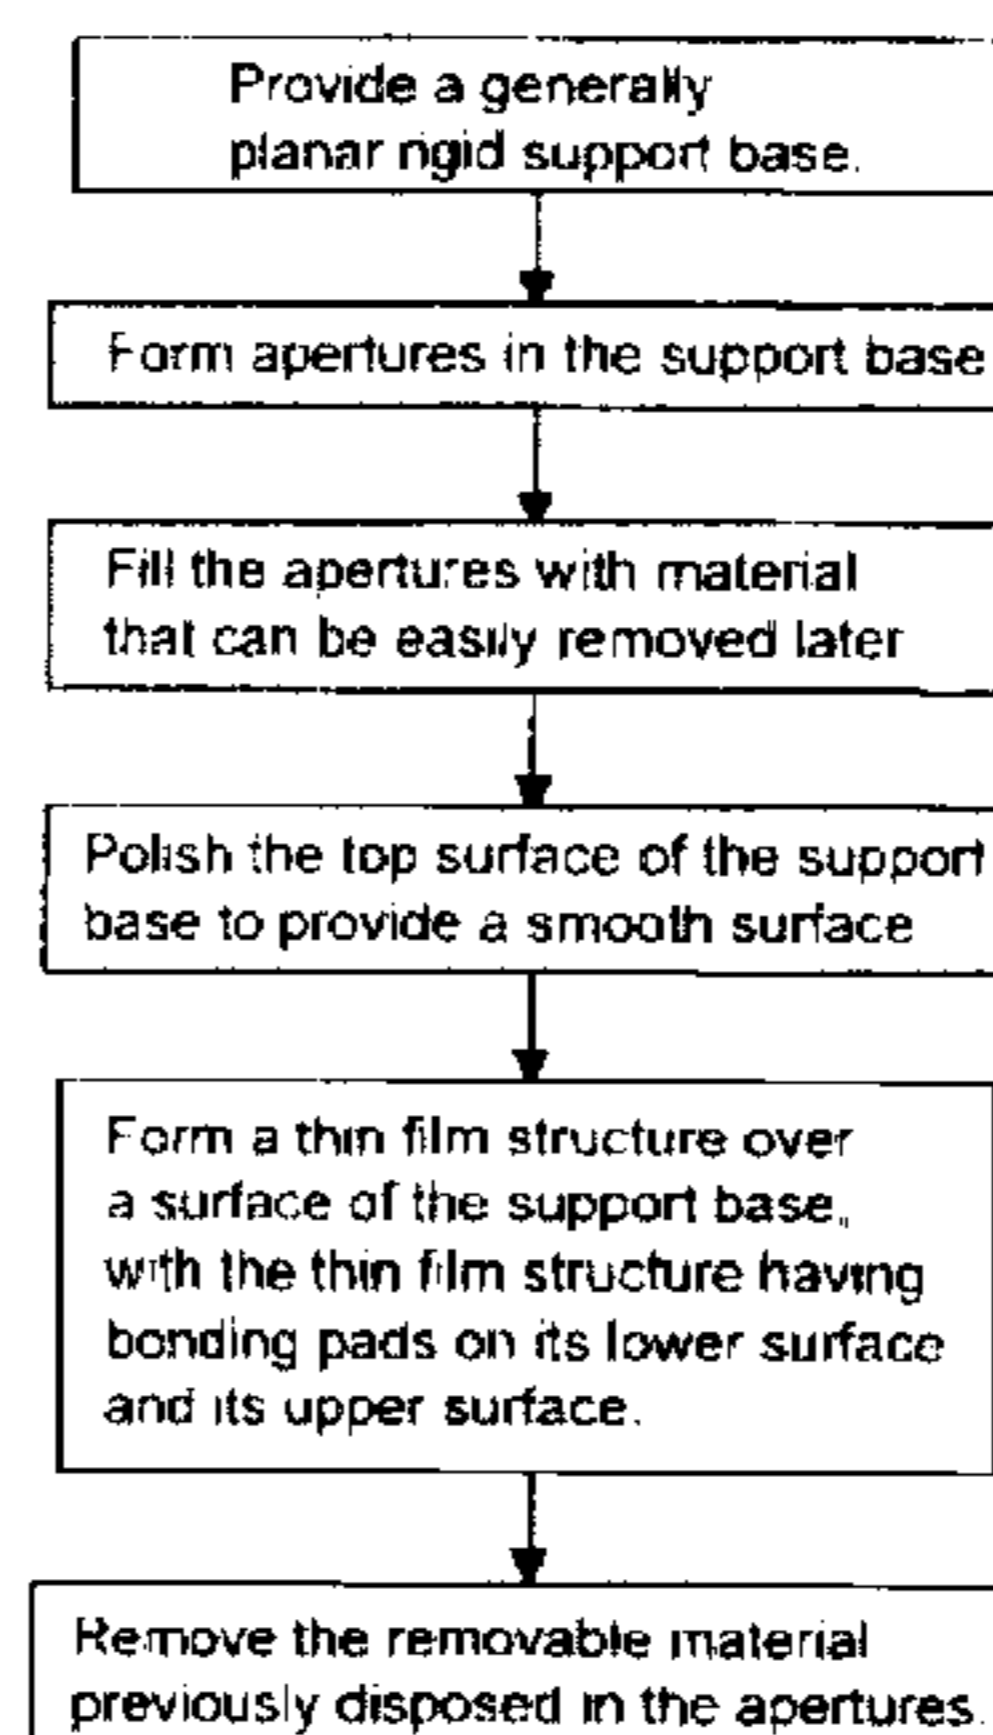 Provide a generally
planar rigid support base.
Form apertures in the support base
Fill the apertures with material
that can be easily removed later
Polish the top surface of the support
base to provide a smooth surface
Form a thin film structure over
a surface of the support base,
with the thin film structure having
bonding pads on its lower surface
and its upper surface.
Remove the removable material
previously disposed in the apertures.